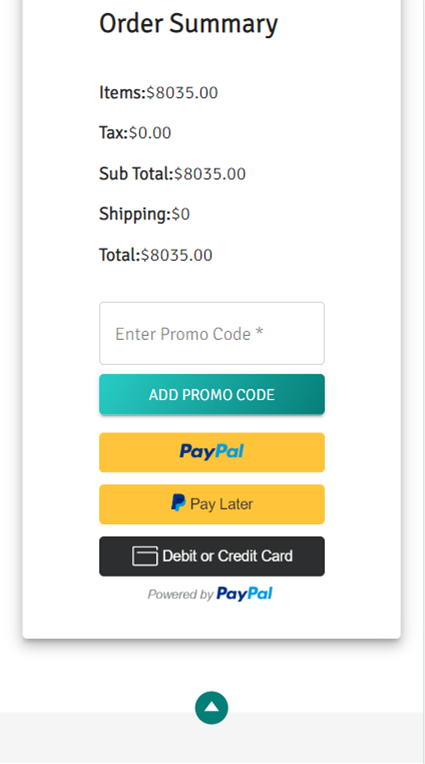 Order Summary
Items:$8035.00
Tax:$0.00
Sub Total:$8035.00
Shipping:$0
Total:$8035.00
Enter Promo Code *
ADD PROMO CODE
PayPal
Pay Later
Debit or Credit Card
Powered by PayPal